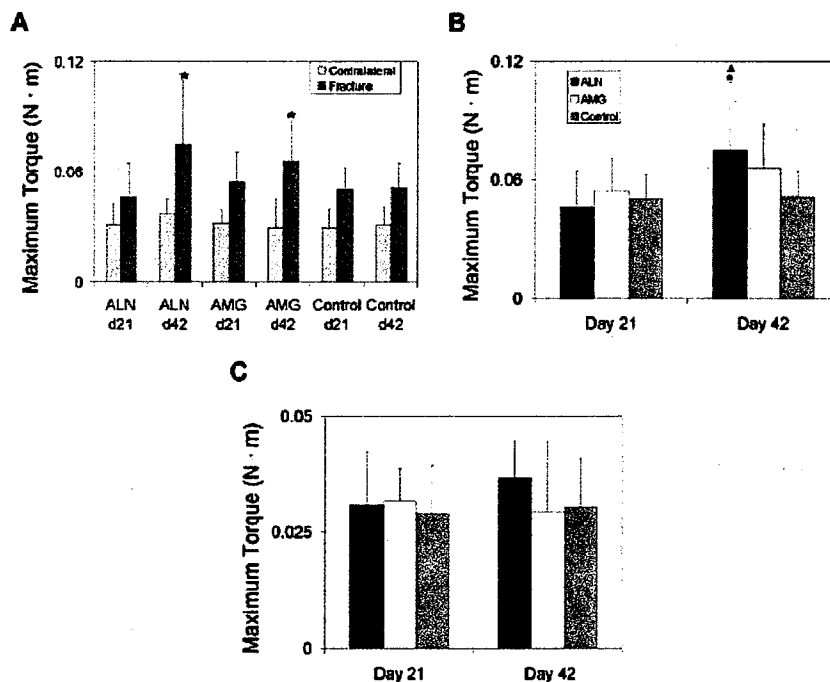 A
Maximum Torque (N · m)
0.12
0.06
0
Contralateral
Fracture
★
★
ALN d21
ALN d42
AMG d21
AMG d42
Control d21
Control d42
B
Maximum Torque (N · m)
0.12
0.06
0
ALN
AMG
Control
Day 21
Day 42
C
Maximum Torque (N · m)
0.05
0.025
0
Day 21
Day 42